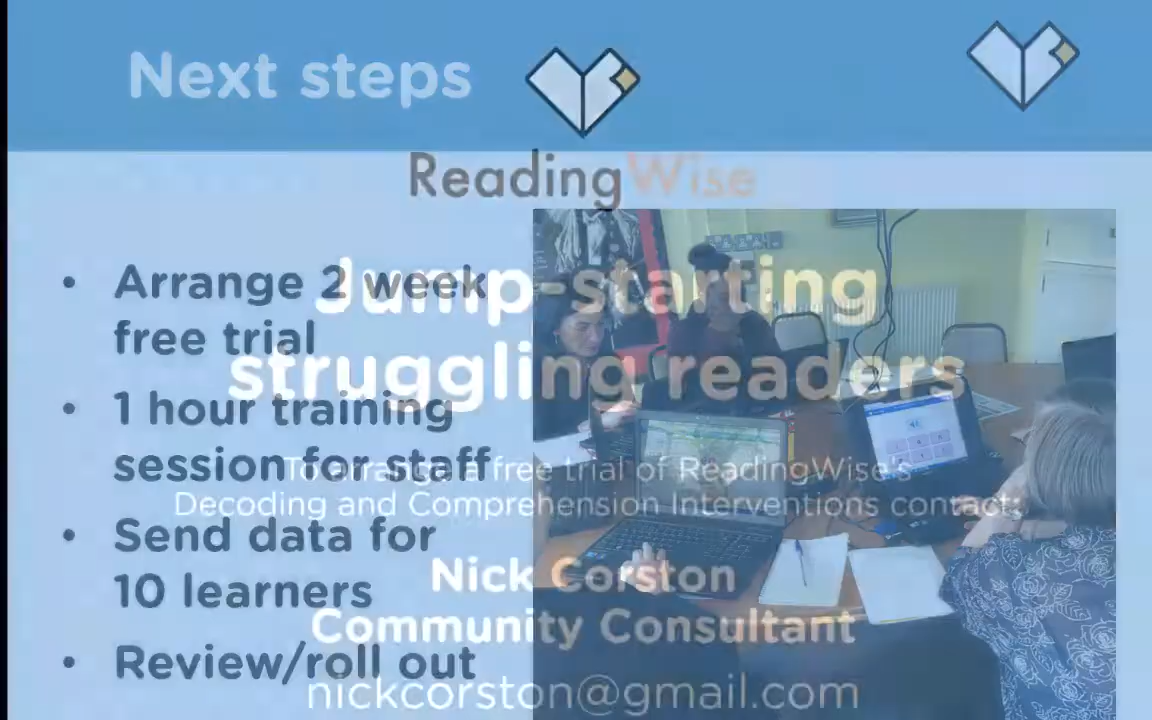 Next steps
• Arrange 2 week
free trial
• 1 hour training
session for staff
• Send data for
10 learners
• Review/roll out
ReadingWise
Jump-starting
struggling readers
To arrange a free trial of ReadingWise's
Decoding and Comprehension Interventions contact:
Nick Corston
Community Consultant
nickcorston@gmail.com